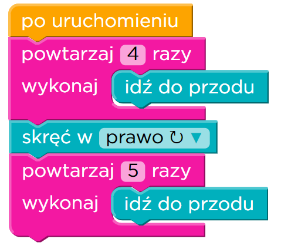 po uruchomieniu
powtarzaj 4 razy
wykonaj idź do przodu
skręć w prawo ↻ ▼
powtarzaj 5 razy
wykonaj idź do przodu